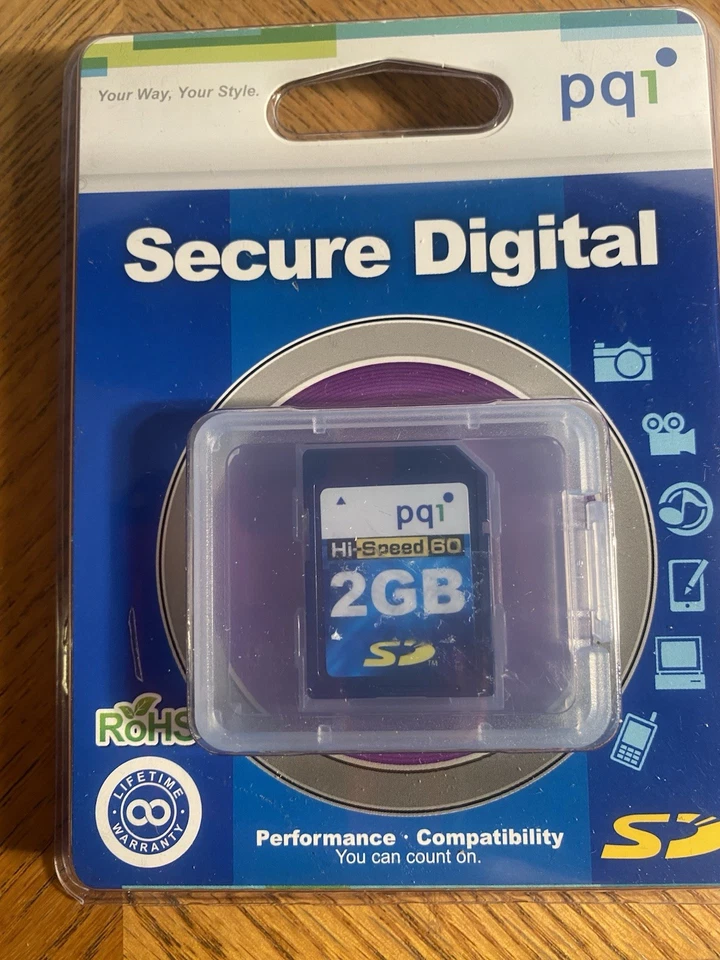 Your Way, Your Style.
pqi
Secure Digital
pqi
Hi-Speed 60
2GB
SD™
RoHS
LIFETIME
WARRANTY
Performance · Compatibility
You can count on.
SD